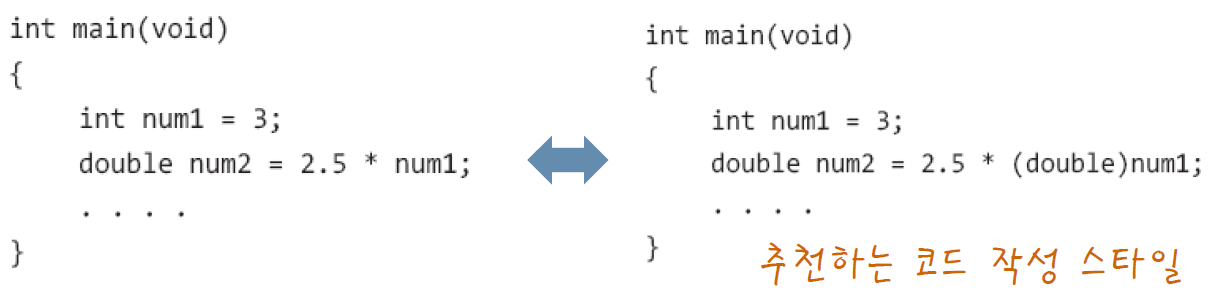 int main(void)
{
    int num1 = 3;
    double num2 = 2.5 * num1;
    . . . .
}
int main(void)
{
    int num1 = 3;
    double num2 = 2.5 * (double)num1;
    . . . .
}
추천하는 코드 작성 스타일